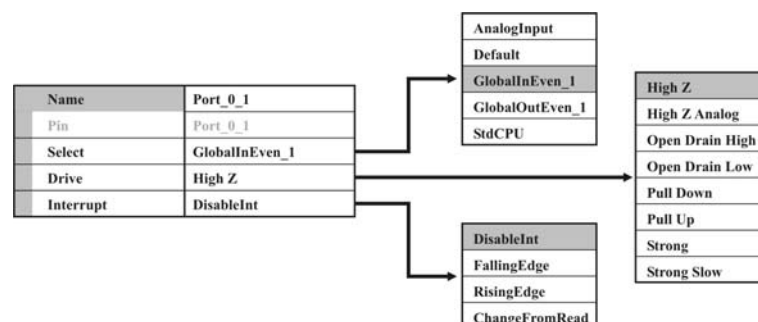 Name Port_0_1
Pin Port_0_1
Select GlobalInEven_1
Drive High Z
Interrupt DisableInt
AnalogInput
Default
GlobalInEven_1
GlobalOutEven_1
StdCPU
High Z
High Z Analog
Open Drain High
Open Drain Low
Pull Down
Pull Up
Strong
Strong Slow
DisableInt
FallingEdge
RisingEdge
ChangeFromRead